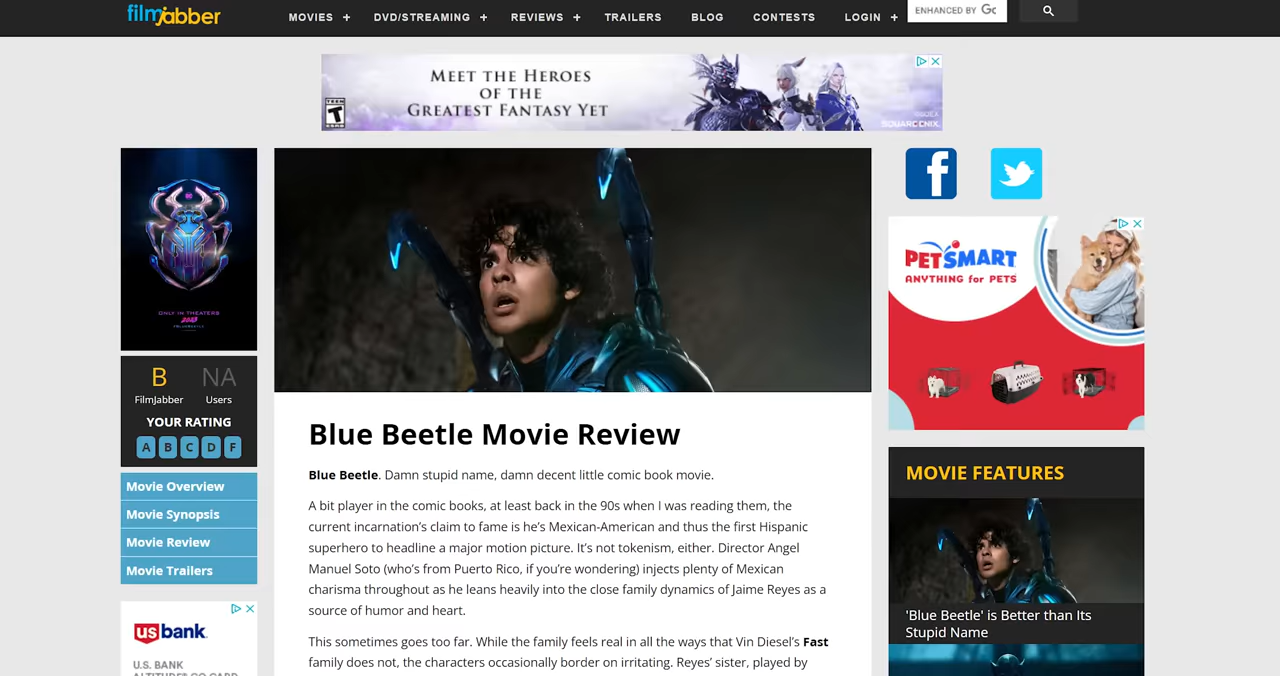 filmjabber
MOVIES +
DVD/STREAMING +
REVIEWS +
TRAILERS
BLOG
CONTESTS
LOGIN +
ENHANCED BY Go
MEET THE HEROES
OF THE
GREATEST FANTASY YET
TEEN
T
ESRB
SQUARE ENIX
ONLY IN THEATERS
2023
B
NA
FilmJabber
Users
YOUR RATING
A B C D F
Movie Overview
Movie Synopsis
Movie Review
Movie Trailers
usbank.
U.S. BANK
Blue Beetle Movie Review
Blue Beetle. Damn stupid name, damn decent little comic book movie.
A bit player in the comic books, at least back in the 90s when I was reading them, the
current incarnation’s claim to fame is he’s Mexican-American and thus the first Hispanic
superhero to headline a major motion picture. It’s not tokenism, either. Director Angel
Manuel Soto (who’s from Puerto Rico, if you’re wondering) injects plenty of Mexican
charisma throughout as he leans heavily into the close family dynamics of Jaime Reyes as a
source of humor and heart.
This sometimes goes too far. While the family feels real in all the ways that Vin Diesel’s Fast
family does not, the characters occasionally border on irritating. Reyes’ sister, played by
PETSMART
ANYTHING for PETS
MOVIE FEATURES
'Blue Beetle' is Better than Its
Stupid Name